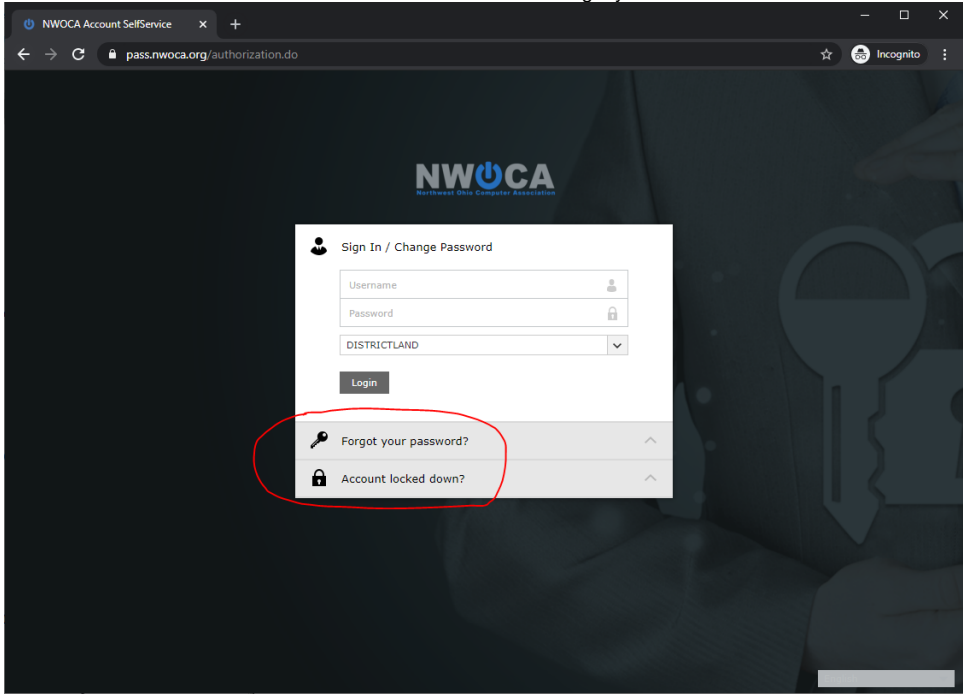 NWOCA Account SelfService
pass.nwoca.org/authorization.do
Incognito
NWOCA
Northwest Ohio Computer Association
Sign In / Change Password
Username
Password
DISTRICTLAND
Login
Forgot your password?
Account locked down?